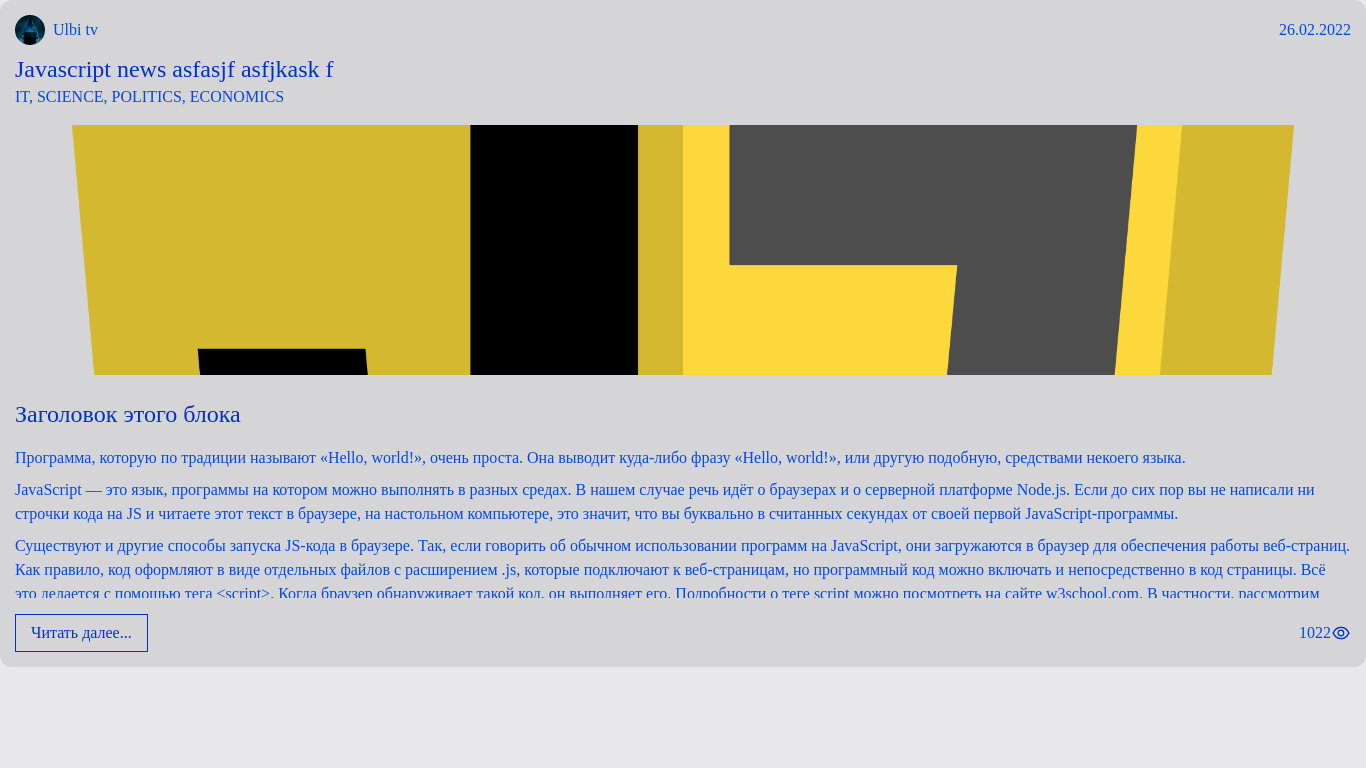 Ulbi tv
26.02.2022
Javascript news asfasjf asfjkask f
IT, SCIENCE, POLITICS, ECONOMICS
Заголовок этого блока
Программа, которую по традиции называют «Hello, world!», очень проста. Она выводит куда-либо фразу «Hello, world!», или другую подобную, средствами некоего языка.
JavaScript — это язык, программы на котором можно выполнять в разных средах. В нашем случае речь идёт о браузерах и о серверной платформе Node.js. Если до сих пор вы не написали ни
строчки кода на JS и читаете этот текст в браузере, на настольном компьютере, это значит, что вы буквально в считанных секундах от своей первой JavaScript-программы.
Существуют и другие способы запуска JS-кода в браузере. Так, если говорить об обычном использовании программ на JavaScript, они загружаются в браузер для обеспечения работы веб-страниц.
Как правило, код оформляют в виде отдельных файлов с расширением .js, которые подключают к веб-страницам, но программный код можно включать и непосредственно в код страницы. Всё
это делается с помощью тега <script>. Когда браузер обнаруживает такой код, он выполняет его. Подробности о теге script можно посмотреть на сайте w3school.com. В частности, рассмотрим
Читать далее...
1022